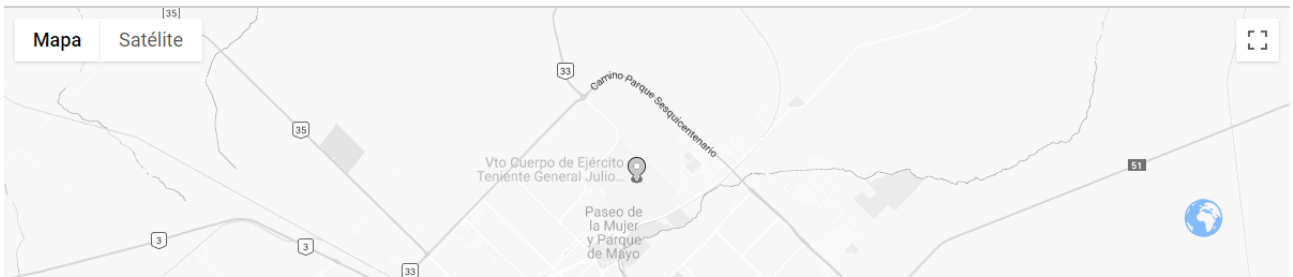 35
Mapa
Satélite
33
Camino Parque Sesquicentenario
35
Vto Cuerpo de Ejército
Teniente General Julio...
51
Paseo de
la Mujer
y Parque
de Mayo
3
3
33